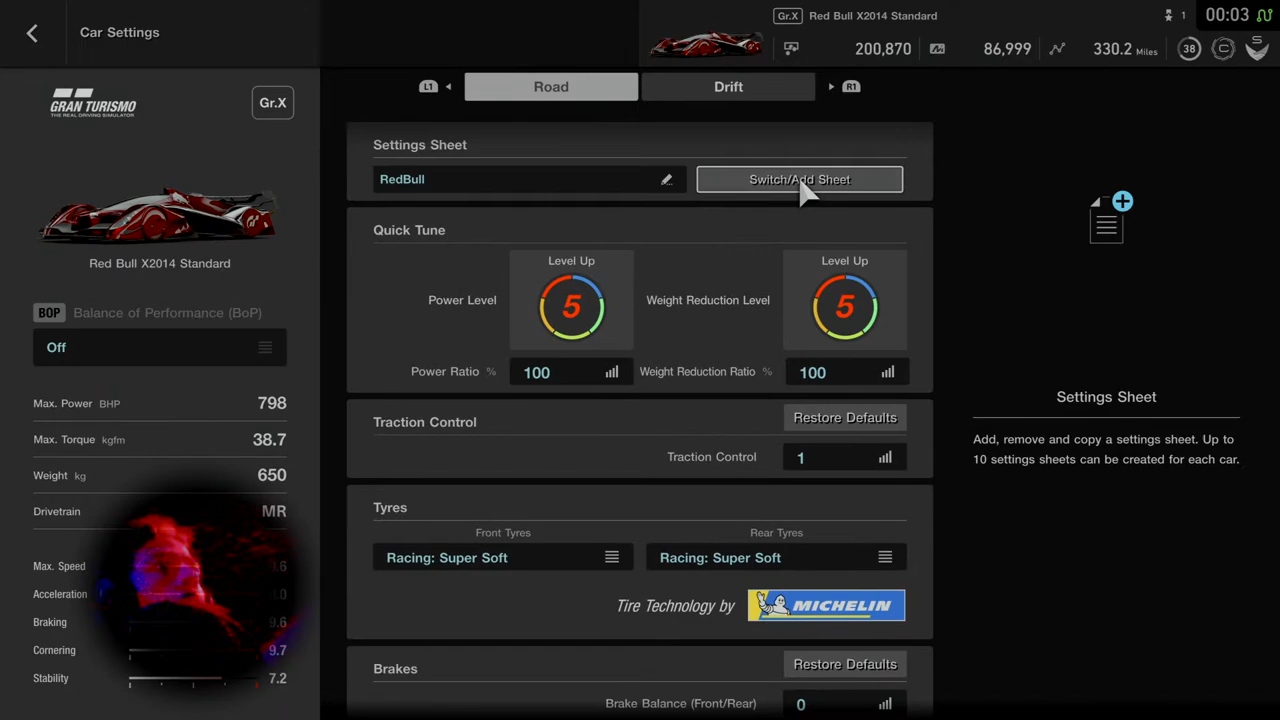 Car Settings
Gr.X Red Bull X2014 Standard
1
00:03
200,870
86,999
330.2 Miles
38
C
S
GRAN TURISMO
THE REAL DRIVING SIMULATOR
Gr.X
Red Bull X2014 Standard
BOP Balance of Performance (BoP)
Off
Max. Power BHP 798
Max. Torque kgfm 38.7
Weight kg 650
Drivetrain MR
Max. Speed
Acceleration
Braking 9.6
Cornering 9.7
Stability 7.2
L1 Road Drift R1
Settings Sheet
RedBull
Switch/Add Sheet
Quick Tune
Level Up
Level Up
Power Level 5
Weight Reduction Level 5
Power Ratio % 100
Weight Reduction Ratio % 100
Traction Control
Restore Defaults
Traction Control 1
Tyres
Front Tyres
Rear Tyres
Racing: Super Soft
Racing: Super Soft
Tire Technology by MICHELIN
Brakes
Restore Defaults
Brake Balance (Front/Rear) 0
Settings Sheet
Add, remove and copy a settings sheet. Up to
10 settings sheets can be created for each car.